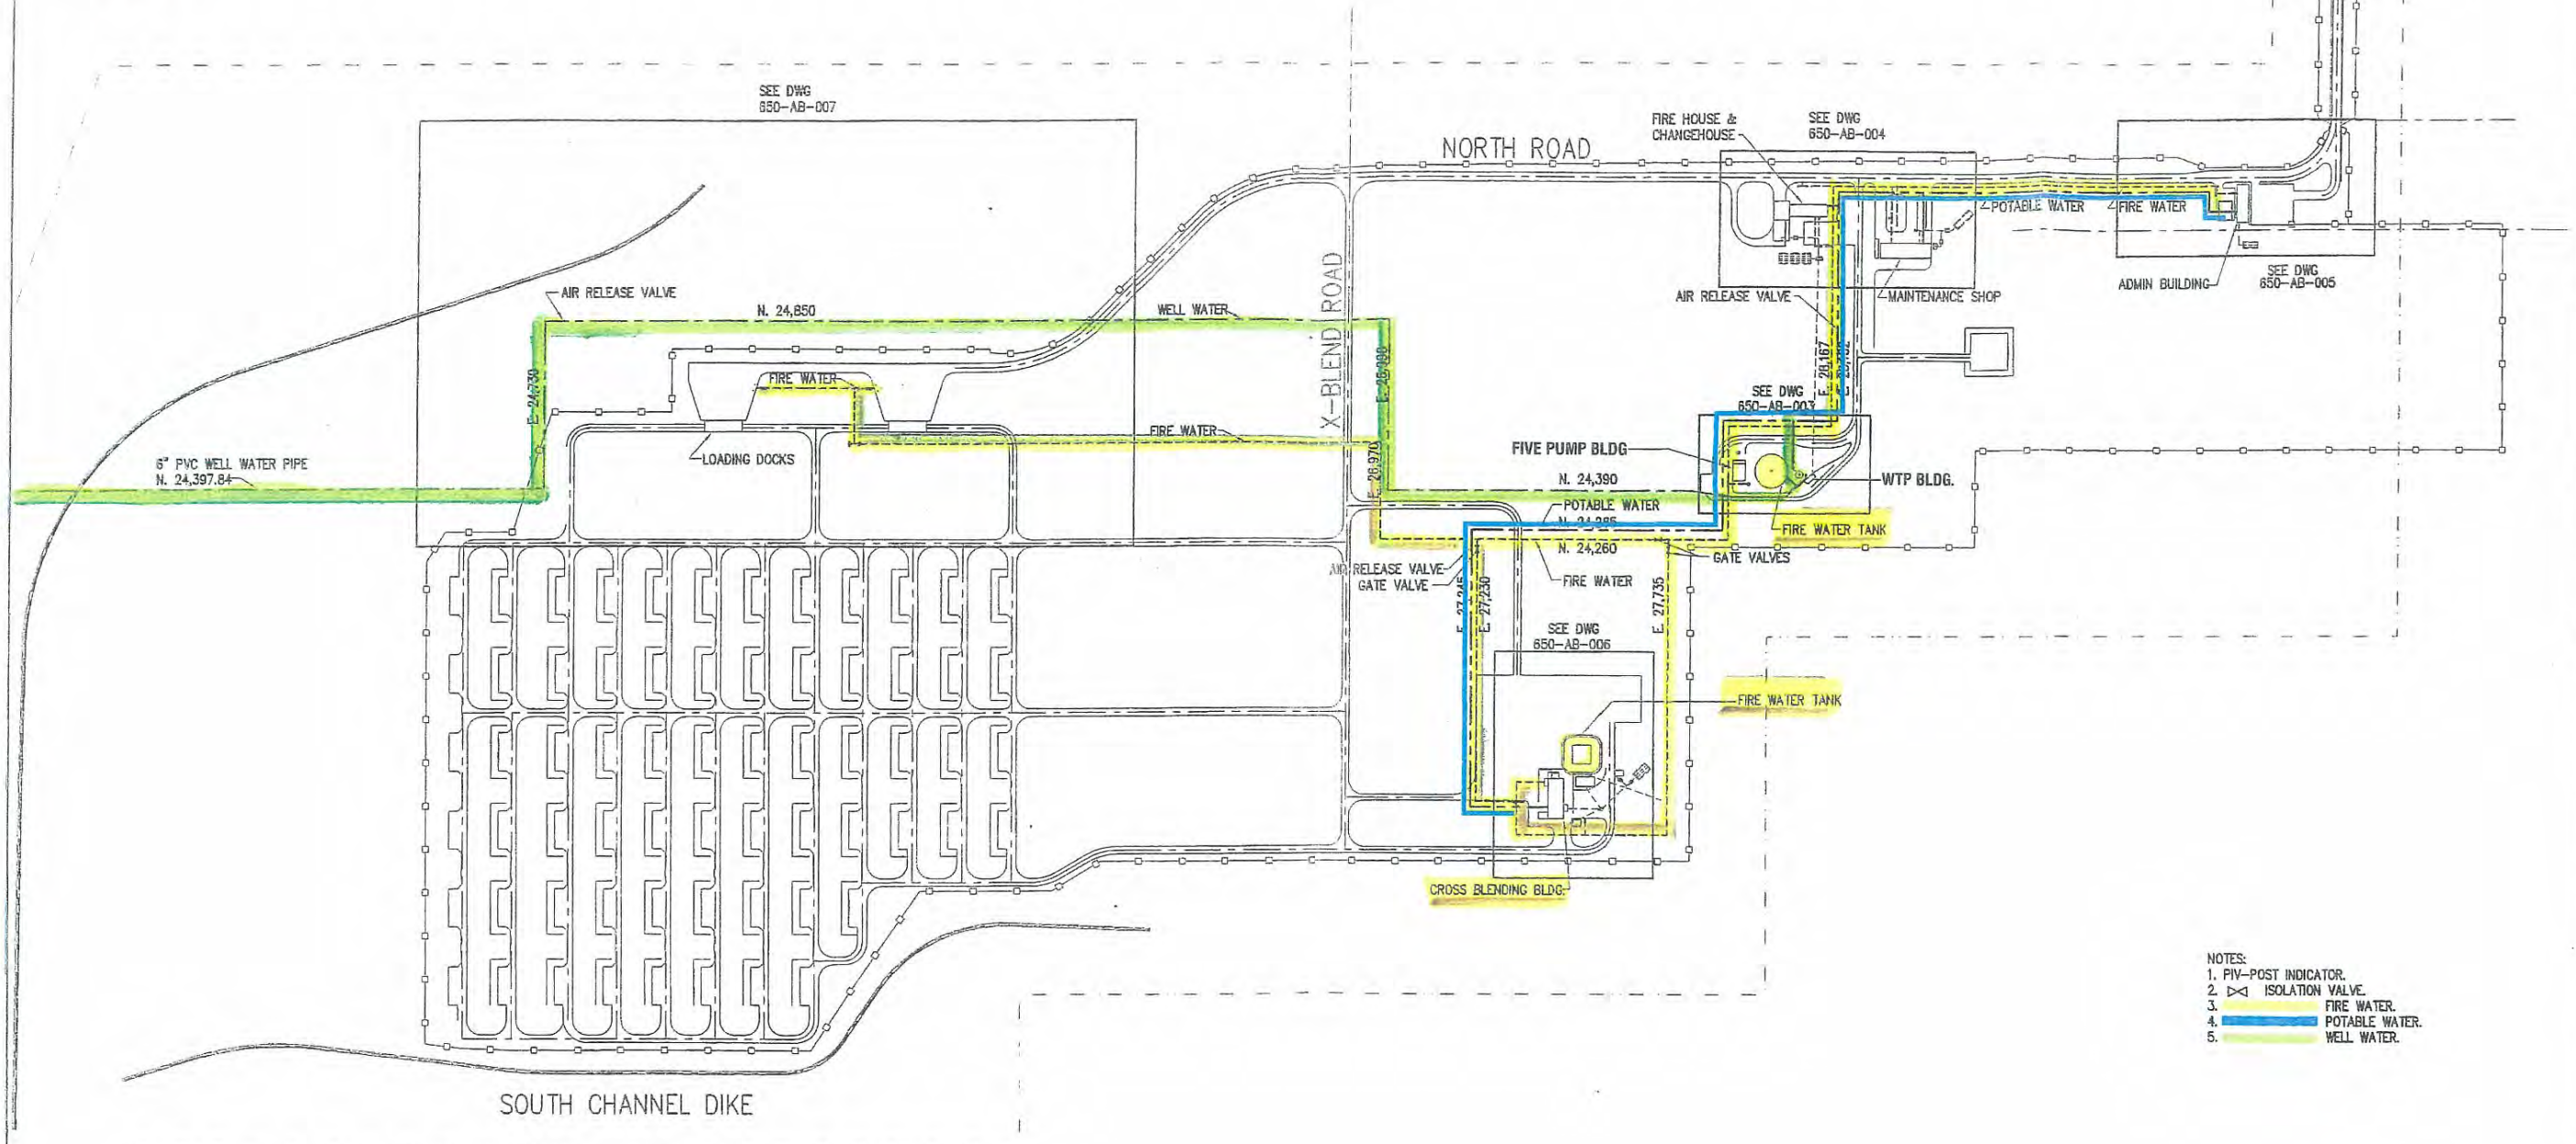 SEE DWG
650-AB-007
NORTH ROAD
FIRE HOUSE &
CHANGEHOUSE
SEE DWG
650-AB-004
POTABLE WATER
FIRE WATER
SEE DWG
650-AB-005
ADMIN BUILDING
AIR RELEASE VALVE
MAINTENANCE SHOP
AIR RELEASE VALVE
N. 24,850
WELL WATER
X-BLEND ROAD
E. 24,730
FIRE WATER
FIRE WATER
E. 26,970
E. 28,167
SEE DWG
650-AB-003
LOADING DOCKS
6" PVC WELL WATER PIPE
N. 24,397.84
FIVE PUMP BLDG
N. 24,390
WTP BLDG.
POTABLE WATER
N. 24,285
FIRE WATER TANK
N. 24,260
GATE VALVES
AIR RELEASE VALVE
GATE VALVE
FIRE WATER
E. 27,230
E. 27,735
SEE DWG
650-AB-006
FIRE WATER TANK
CROSS BLENDING BLDG.
SOUTH CHANNEL DIKE
NOTES:
1. PIV-POST INDICATOR.
2. ISOLATION VALVE.
3. FIRE WATER.
4. POTABLE WATER.
5. WELL WATER.